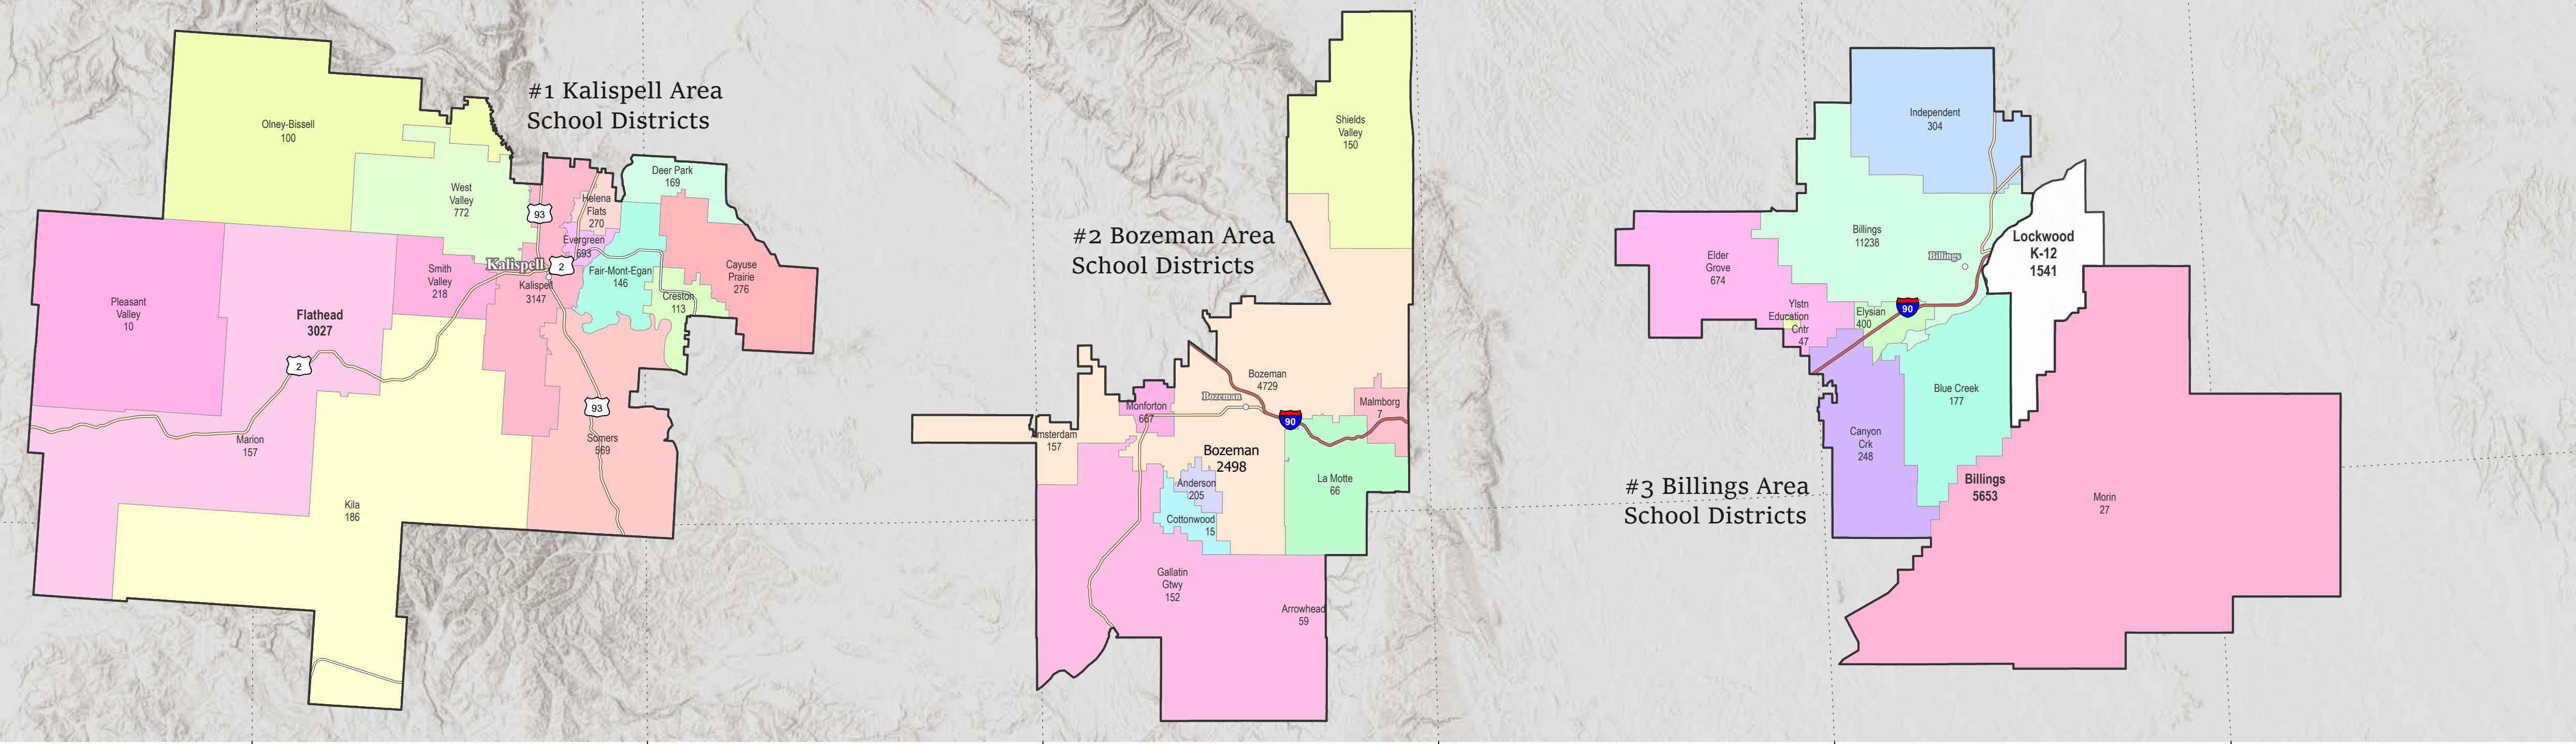 #1 Kalispell Area
School Districts
Olney-Bissell
100
West
Valley
772
Deer Park
169
93
Helena
Flats
270
Evergreen
693
Kalispell
2
Smith
Valley
218
Kalispell
3147
Fair-Mont-Egan
146
Cayuse
Prairie
276
Creston
113
Pleasant
Valley
10
Flathead
3027
2
93
Marion
157
Somers
569
Kila
186
#2 Bozeman Area
School Districts
Shields
Valley
150
Bozeman
4729
Bozeman
Monforton
667
Malmborg
7
90
Amsterdam
157
Bozeman
2498
Anderson
205
La Motte
66
Cottonwood
15
Gallatin
Gtwy
152
Arrowhead
59
#3 Billings Area
School Districts
Independent
304
Billings
11238
Billings
Lockwood
K-12
1541
Elder
Grove
674
Ylstn
Education
Cntr
47
Elysian
400
90
Blue Creek
177
Canyon
Crk
248
Billings
5653
Morin
27